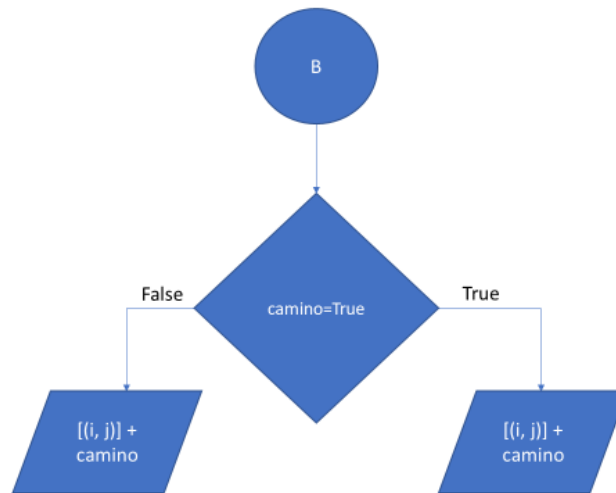 B
False
camino=True
True
[(i, j)] +
camino
[(i, j)] +
camino